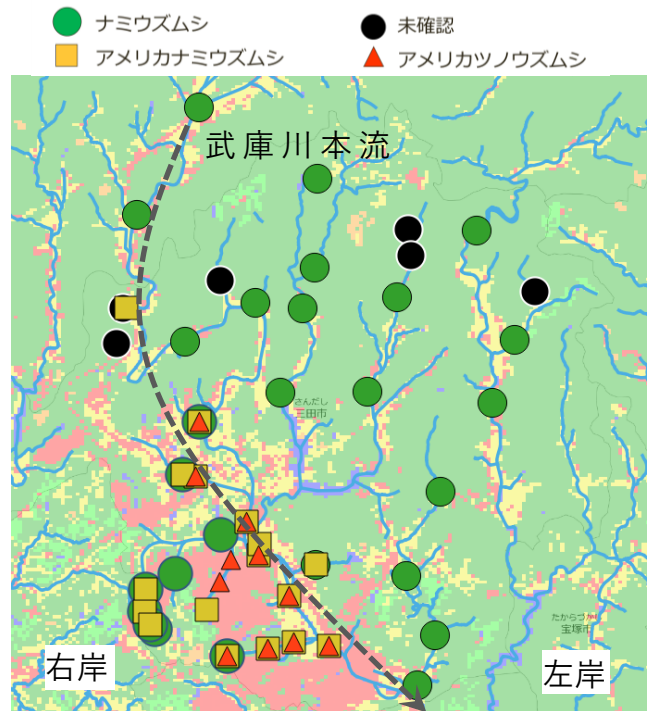 ナミウズムシ
未確認
アメリカナミウズムシ
アメリカツノウズムシ
武庫川本流
さんだし
三田市
たからづか
宝塚市
右岸
左岸